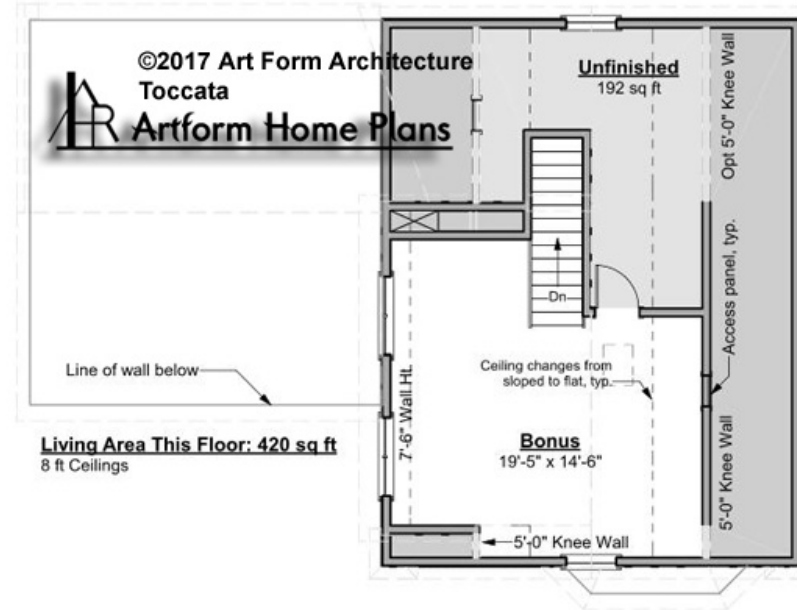 ©2017 Art Form Architecture
Toccata
Artform Home Plans
Unfinished
192 sq ft
Opt 5'-0" Knee Wall
Dn
Access panel, typ.
Line of wall below
Ceiling changes from
sloped to flat, typ.
7'-6" Wall Ht.
Living Area This Floor: 420 sq ft
8 ft Ceilings
Bonus
19'-5" x 14'-6"
5'-0" Knee Wall
5'-0" Knee Wall